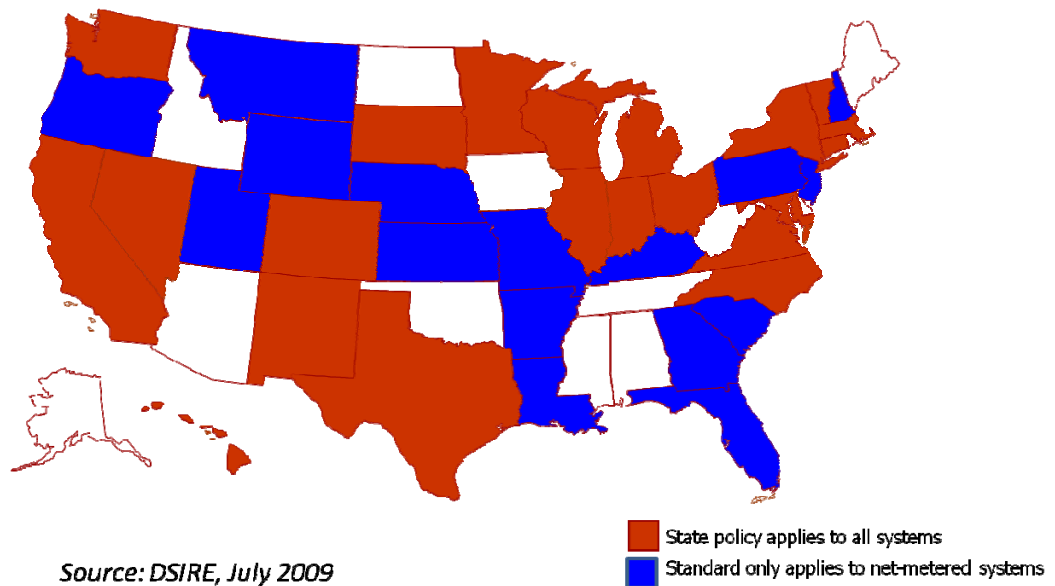 State policy applies to all systems
Source: DSIRE, July 2009
Standard only applies to net-metered systems